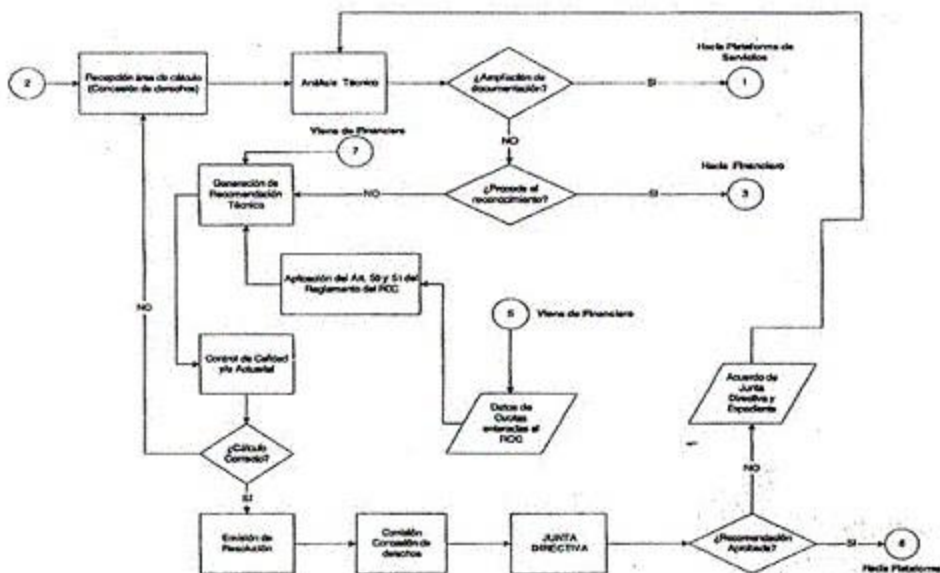 Hacia Plataforma de
Servicios
2
Recepción área de cálculo
(Concesión de derechos)
Análisis Técnico
¿Ampliación de
documentación?
SI
1
NO
Viene de Financiero
7
Generación de
Recomendación
Técnica
NO
¿Procede el
reconocimiento?
SI
Hacia Financiero
3
Aplicación del Art. 50 y 51 del
Reglamento del ROC
5
Viene de Financiero
NO
Control de Calidad
y/o Actuarial
Datos de
Cuotas
enteradas al
ROC
Acuerdo de
Junta
Directiva y
Expediente
¿Cálculo
Correcto?
NO
SI
Emisión de
Resolución
Comisión
Concesión de
derechos
JUNTA
DIRECTIVA
¿Recomendación
Aprobada?
SI
Hacia Plataforma